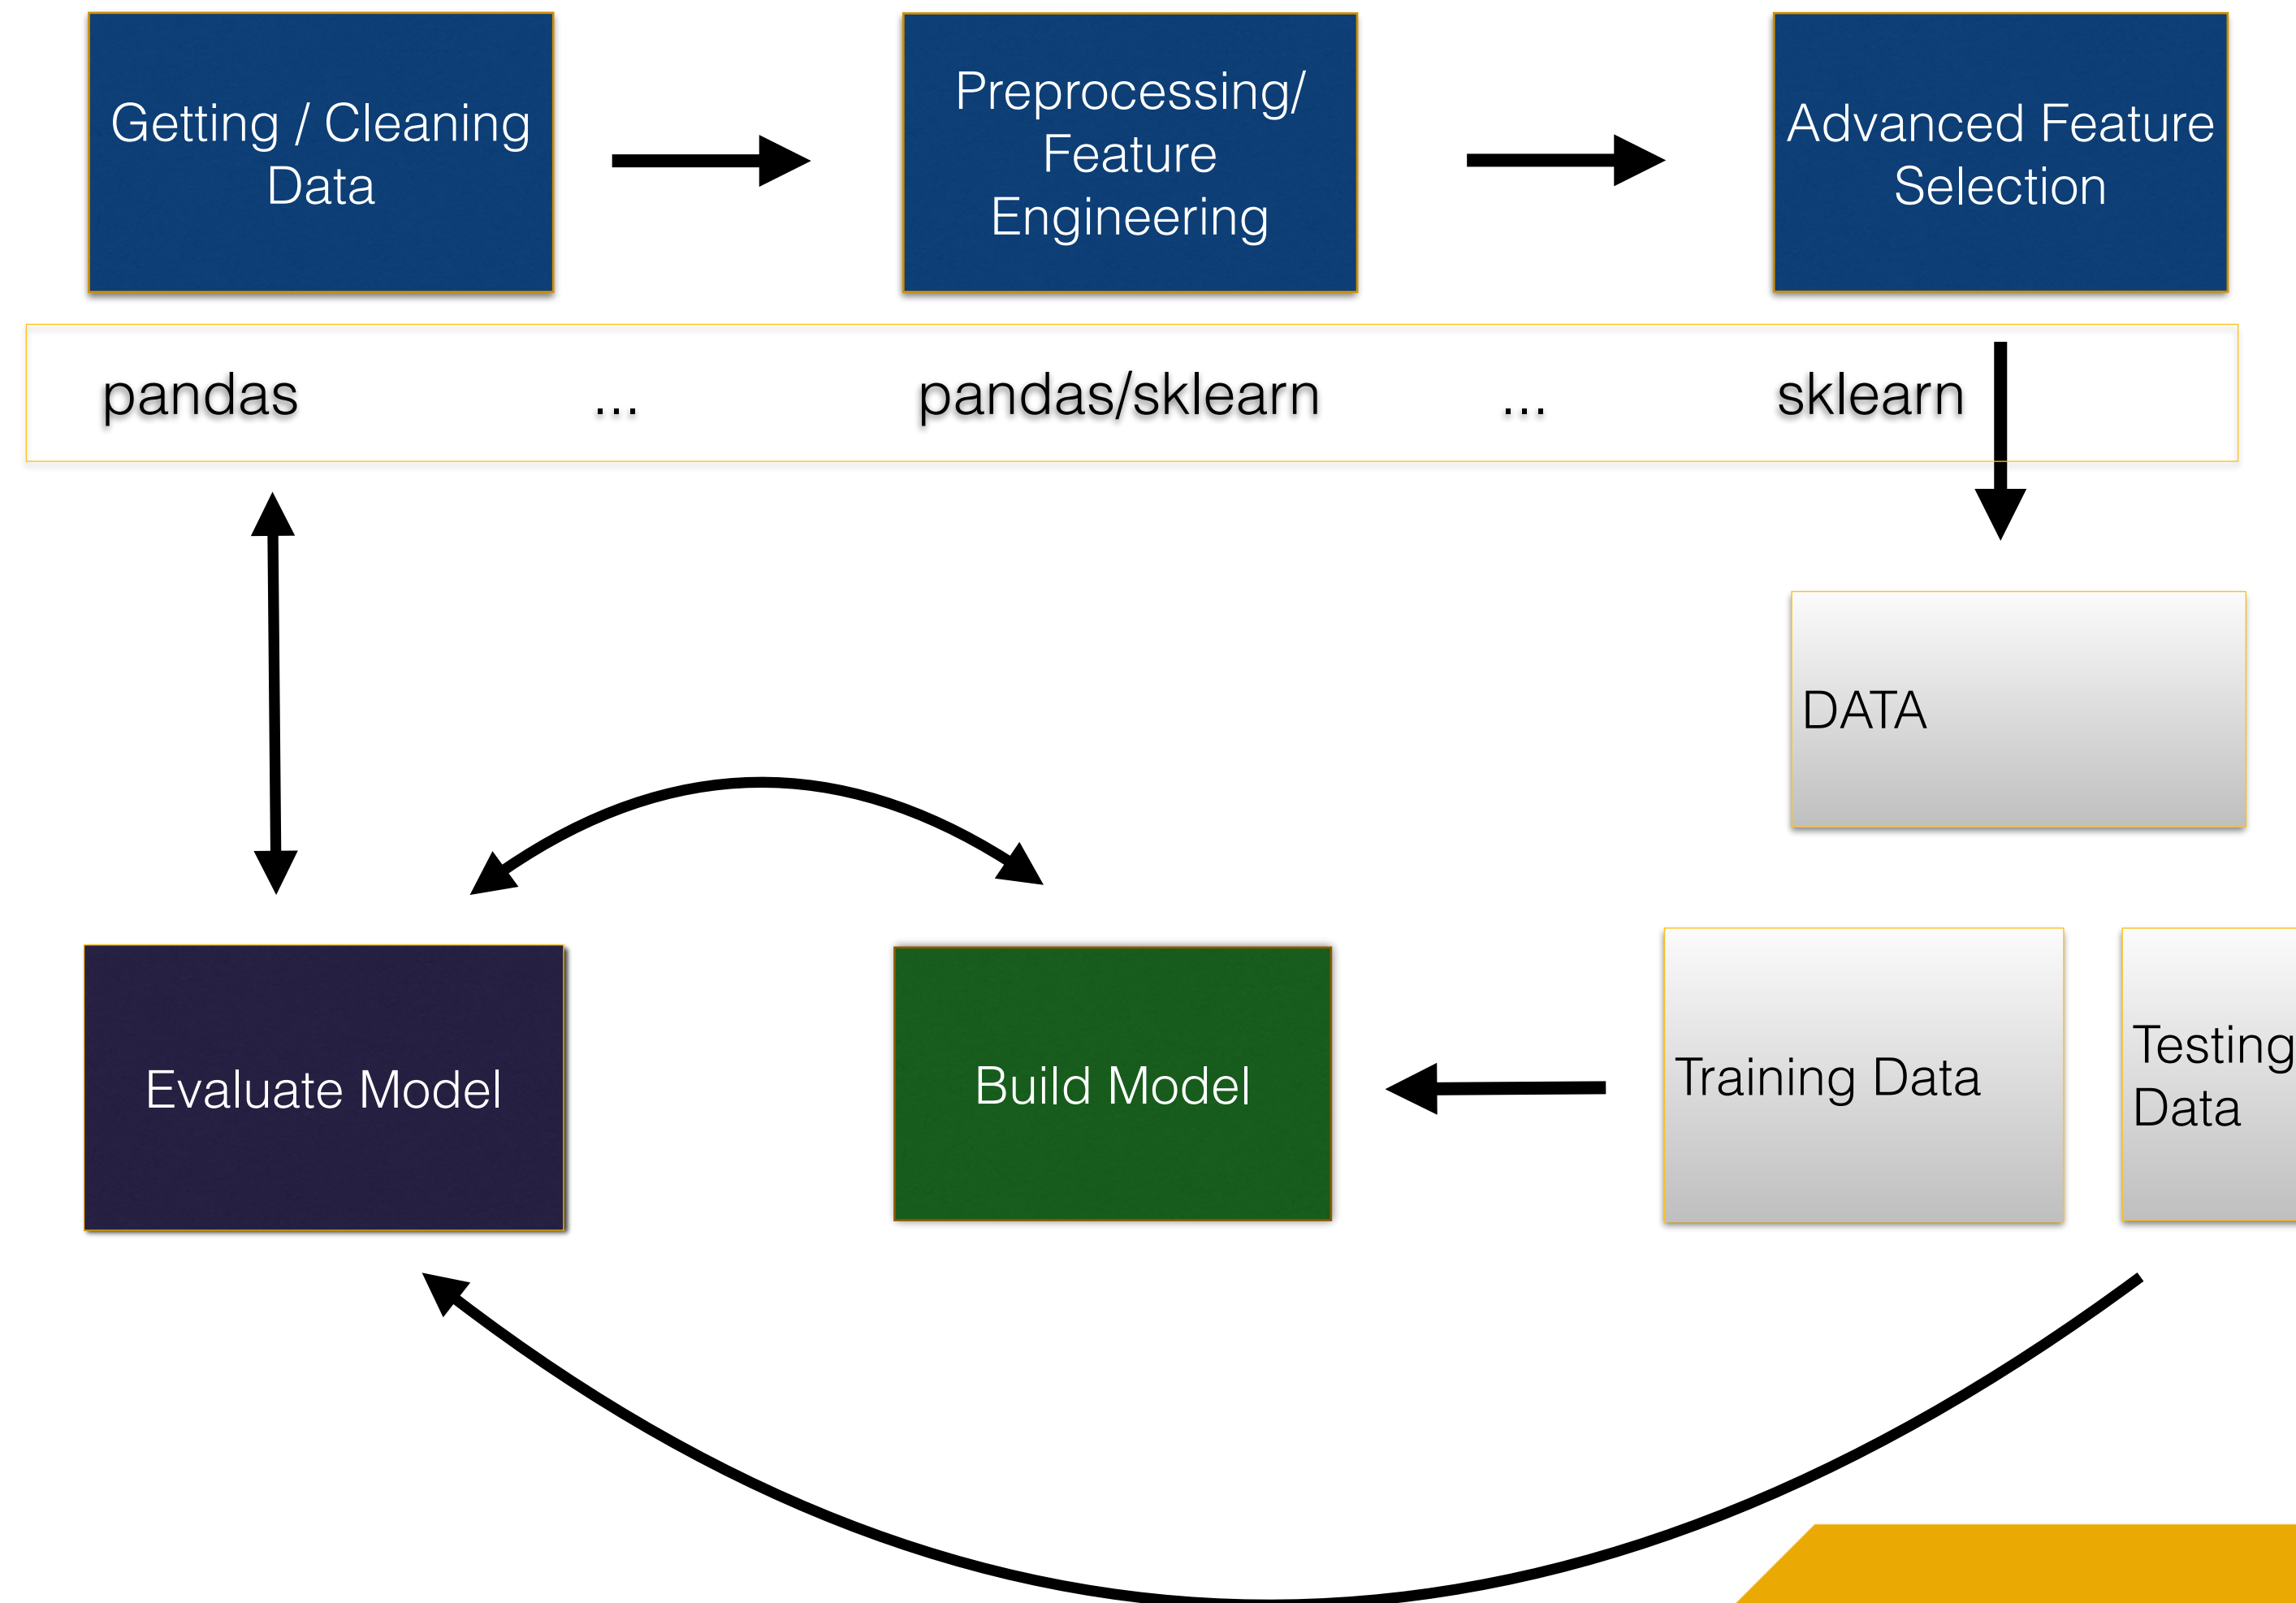 Getting / Cleaning
Data
Preprocessing/
Feature
Engineering
Advanced Feature
Selection
pandas ... pandas/sklearn ... sklearn
DATA
Evaluate Model
Build Model
Training Data
Testing
Data